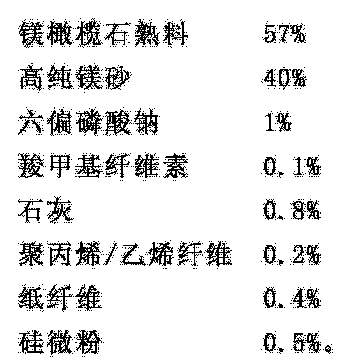 镁橄榄石熟料 57%
高纯镁砂 40%
六偏磷酸钠 1%
羧甲基纤维素 0.1%
石灰 0.8%
聚丙烯/乙烯纤维 0.2%
纸纤维 0.4%
硅微粉 0.5%。